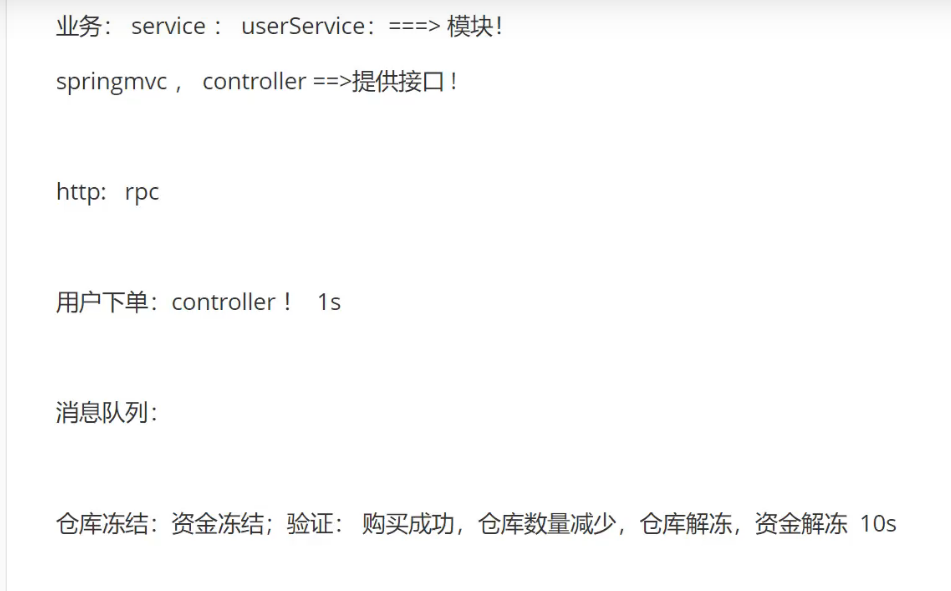 业务： service ： userService：===> 模块！
springmvc ， controller ==>提供接口！
http： rpc
用户下单：controller ！ 1s
消息队列：
仓库冻结：资金冻结；验证： 购买成功，仓库数量减少，仓库解冻，资金解冻 10s